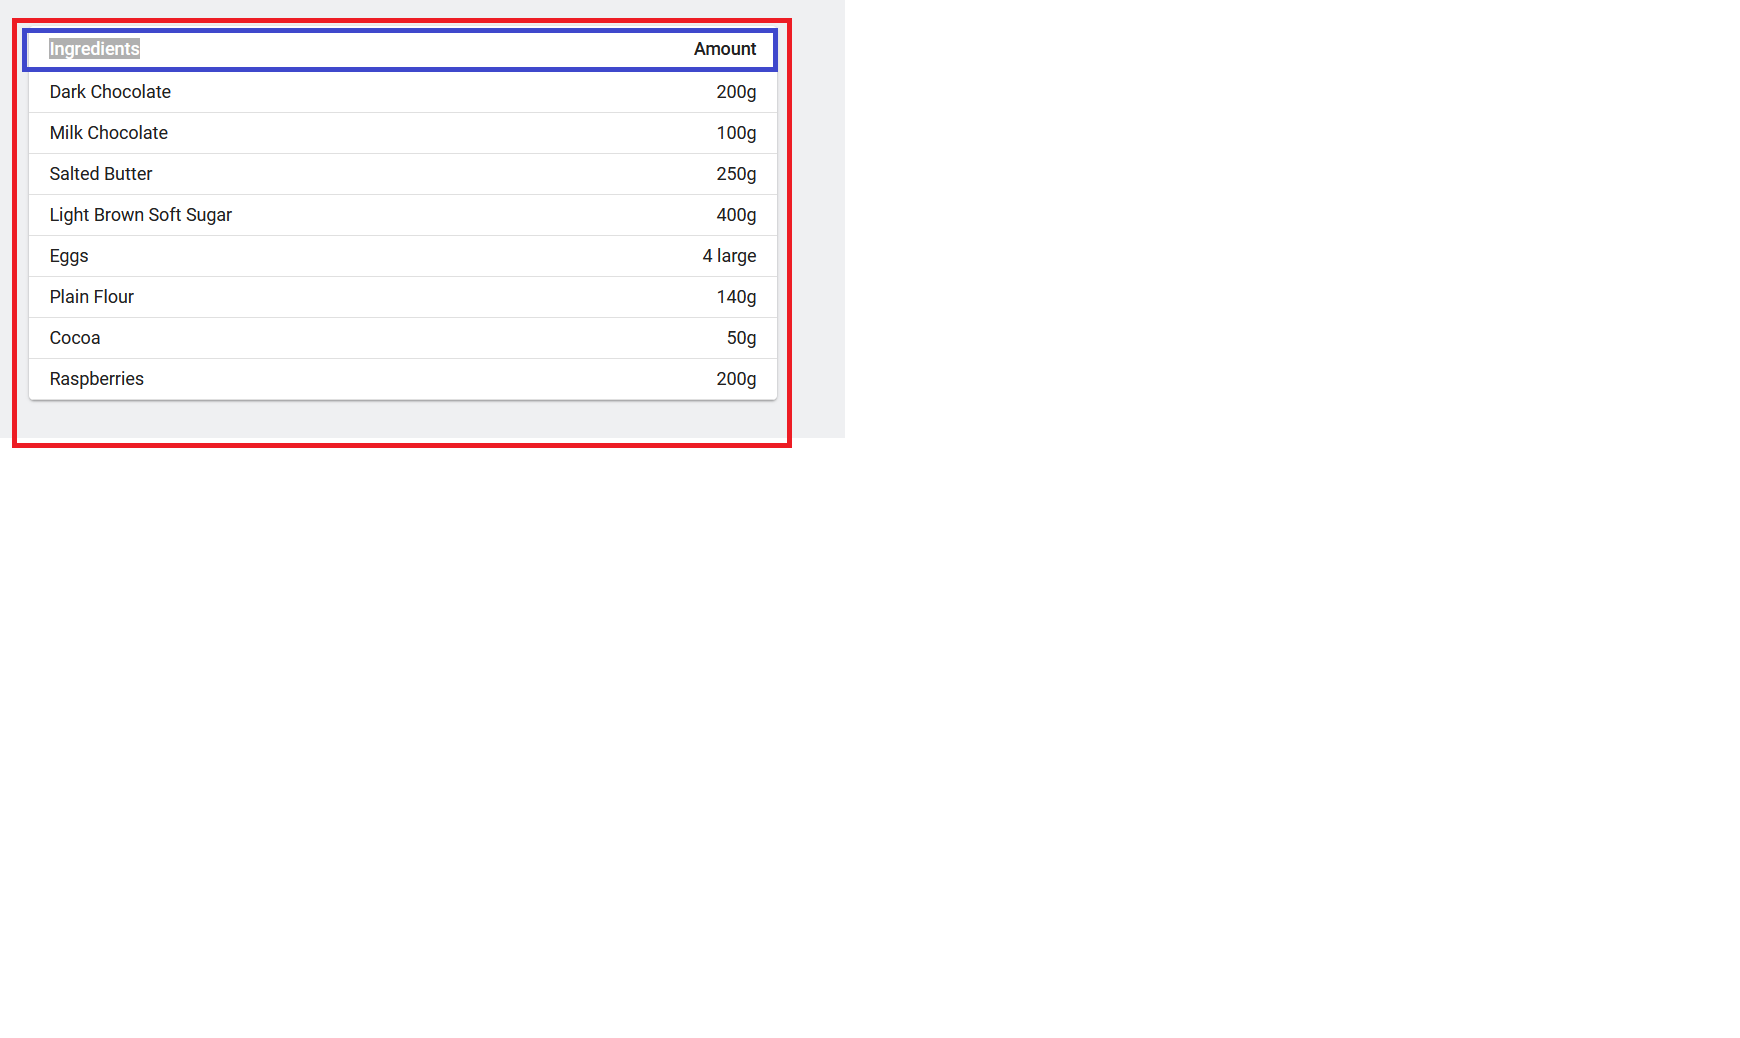 Ingredients Amount
Dark Chocolate 200g
Milk Chocolate 100g
Salted Butter 250g
Light Brown Soft Sugar 400g
Eggs 4 large
Plain Flour 140g
Cocoa 50g
Raspberries 200g